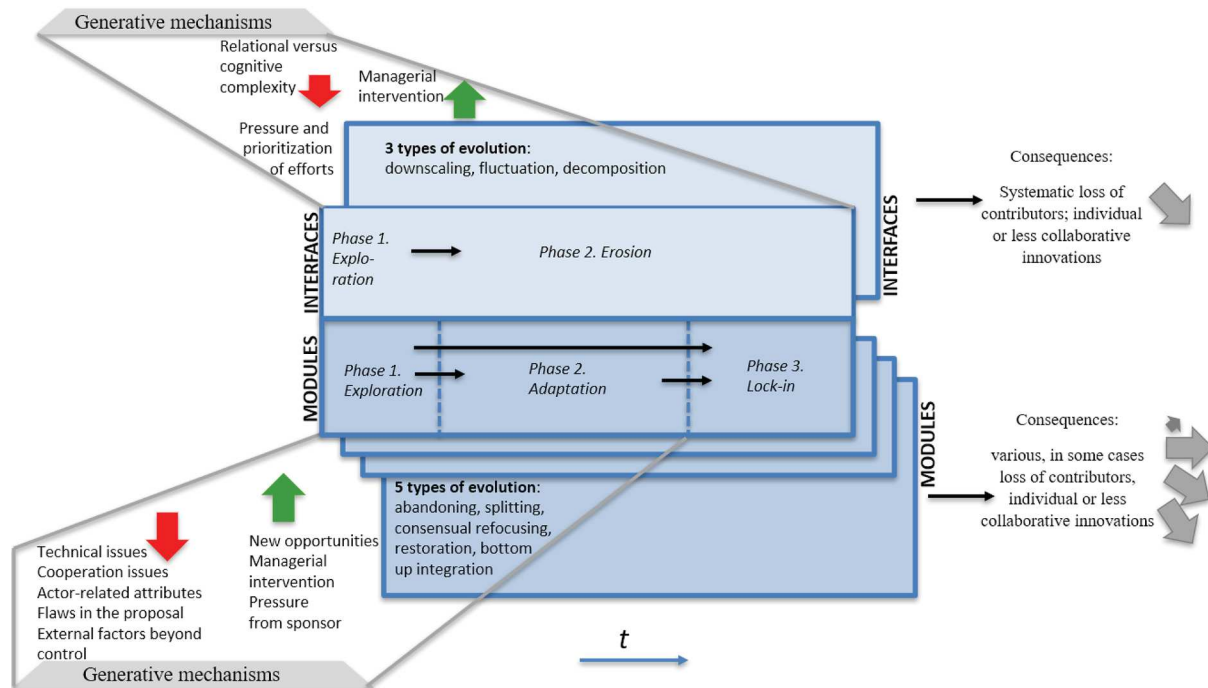 Generative mechanisms
Relational versus
cognitive
complexity
Managerial
intervention
Pressure and
prioritization
of efforts
3 types of evolution:
downscaling, fluctuation, decomposition
INTERFACES
Phase 1.
Explo-
ration
Phase 2. Erosion
INTERFACES
Consequences:
Systematic loss of
contributors; individual
or less collaborative
innovations
MODULES
Phase 1.
Exploration
Phase 2.
Adaptation
Phase 3.
Lock-in
MODULES
Consequences:
various, in some cases
loss of contributors,
individual or less
collaborative innovations
5 types of evolution:
abandoning, splitting,
consensual refocusing,
restoration, bottom
up integration
Technical issues
Cooperation issues
Actor-related attributes
Flaws in the proposal
External factors beyond
control
New opportunities
Managerial
intervention
Pressure
from sponsor
Generative mechanisms
t